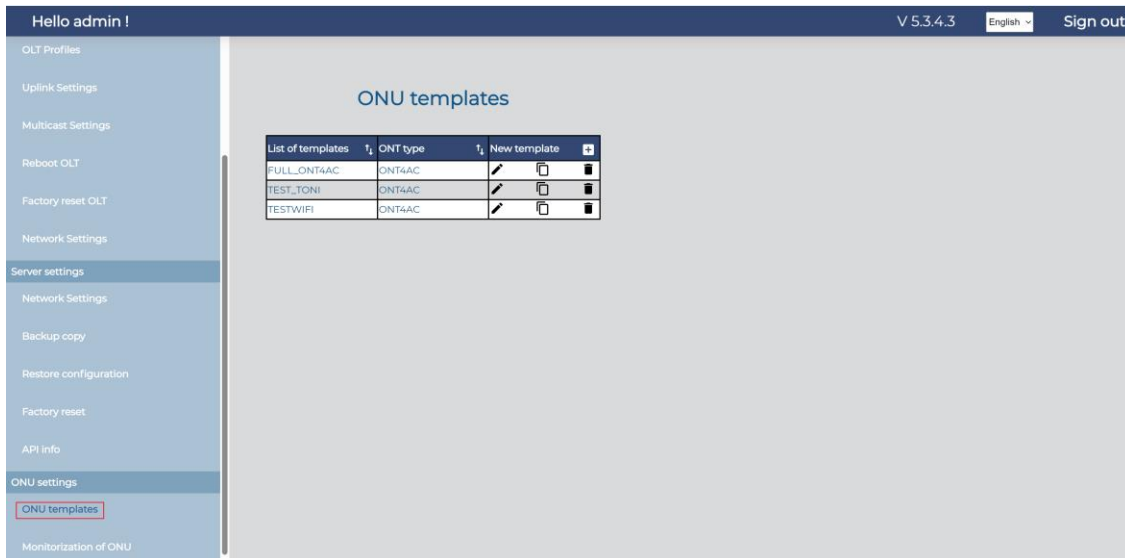 Hello admin !
V 5.3.4.3
English
Sign out
OLT Profiles
Uplink Settings
Multicast Settings
Reboot OLT
Factory reset OLT
Network Settings
Server settings
Network Settings
Backup copy
Restore configuration
Factory reset
API info
ONU settings
ONU templates
Monitorization of ONU
ONU templates
List of templates ONT type New template
FULL_ONT4AC ONT4AC
TEST_TONI ONT4AC
TESTWIFI ONT4AC